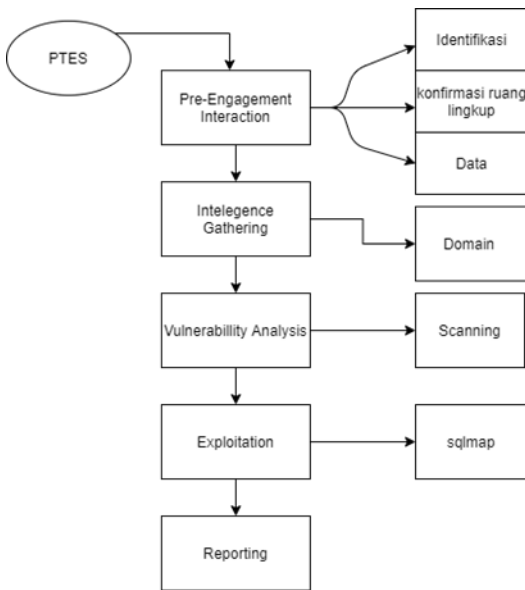 PTES
Identifikasi
Pre-Engagement
Interaction
konfirmasi ruang
lingkup
Data
Intelegence
Gathering
Domain
Vulnerabillity Analysis
Scanning
Exploitation
sqlmap
Reporting